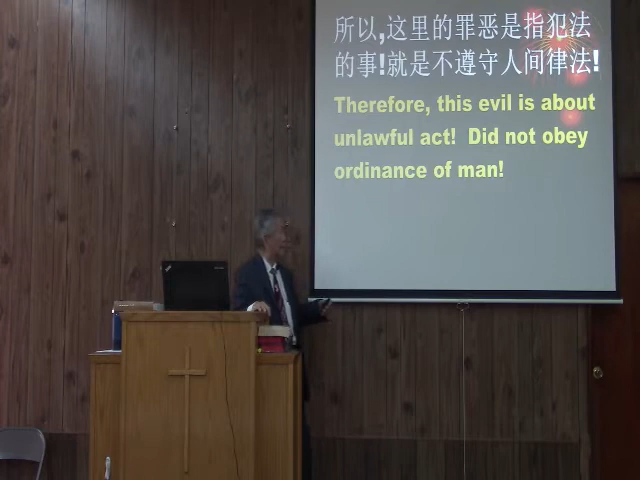 所以,这里的罪恶是指犯法
的事!就是不遵守人间律法!
Therefore, this evil is about
unlawful act!  Did not obey
ordinance of man!